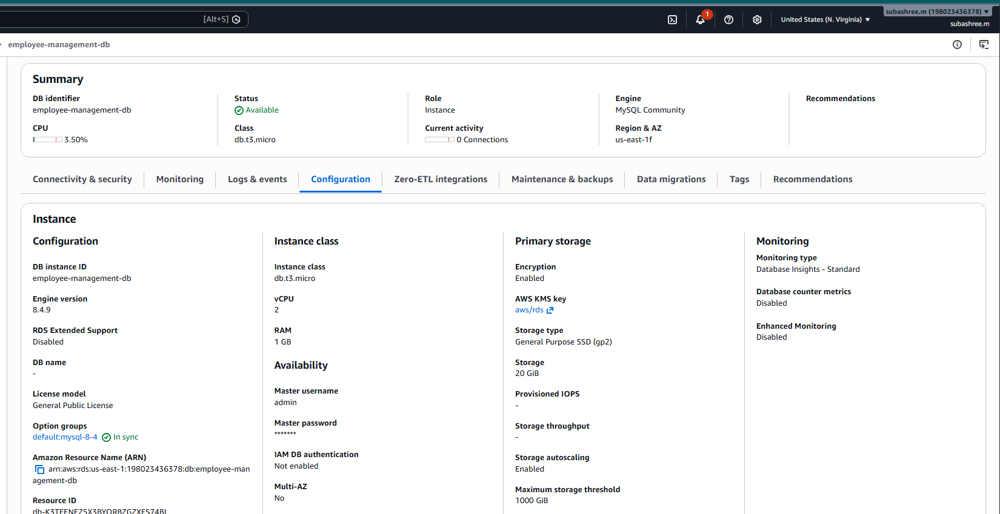 [Alt+S]
1
United States (N. Virginia)
subashree.m (198023436378)
subashree.m
employee-management-db
Summary
DB identifier
employee-management-db
Status
Available
Role
Instance
Engine
MySQL Community
Recommendations
CPU
3.50%
Class
db.t3.micro
Current activity
0 Connections
Region & AZ
us-east-1f
Connectivity & security
Monitoring
Logs & events
Configuration
Zero-ETL integrations
Maintenance & backups
Data migrations
Tags
Recommendations
Instance
Configuration
DB instance ID
employee-management-db
Engine version
8.4.9
RDS Extended Support
Disabled
DB name
-
License model
General Public License
Option groups
default:mysql-8-4 In sync
Amazon Resource Name (ARN)
arn:aws:rds:us-east-1:198023436378:db:employee-man
agement-db
Resource ID
Instance class
Instance class
db.t3.micro
vCPU
2
RAM
1 GB
Availability
Master username
admin
Master password
*******
IAM DB authentication
Not enabled
Multi-AZ
No
Primary storage
Encryption
Enabled
AWS KMS key
aws/rds
Storage type
General Purpose SSD (gp2)
Storage
20 GiB
Provisioned IOPS
-
Storage throughput
-
Storage autoscaling
Enabled
Maximum storage threshold
1000 GiB
Monitoring
Monitoring type
Database Insights - Standard
Database counter metrics
Disabled
Enhanced Monitoring
Disabled